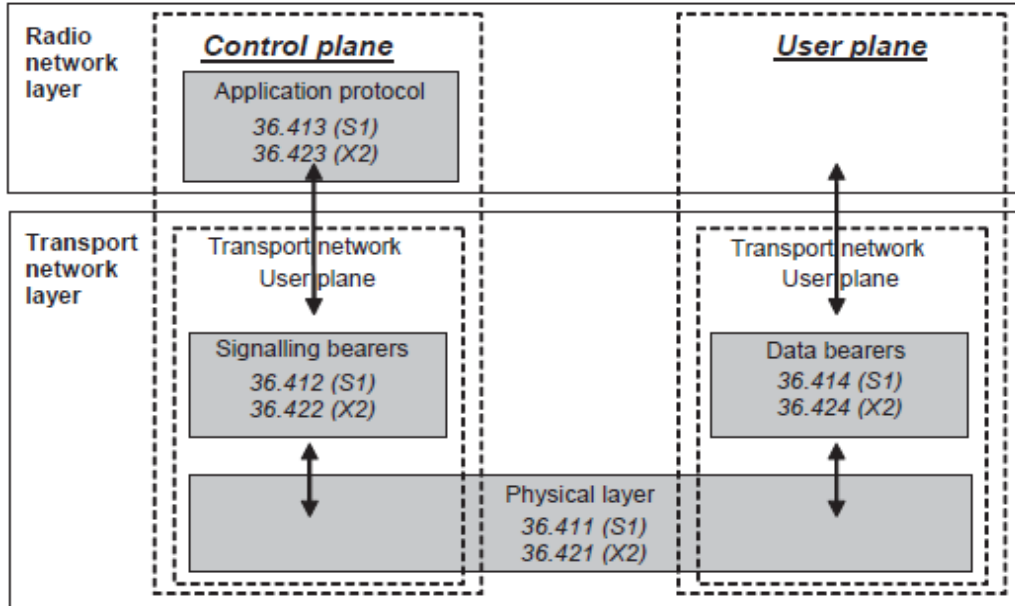 Radio
network
layer
Control plane
User plane
Application protocol
36.413 (S1)
36.423 (X2)
Transport
network
layer
Transport network
User plane
Transport network
User plane
Signalling bearers
36.412 (S1)
36.422 (X2)
Data bearers
36.414 (S1)
36.424 (X2)
Physical layer
36.411 (S1)
36.421 (X2)